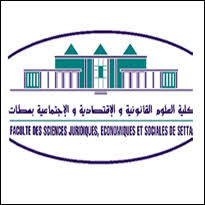 كلية العلوم القانونية و الإقتصادية و الإجتماعية بسطات
FACULTE DES SCIENCES JURIDIQUES, ECONOMIQUES ET SOCIALES DE SETTA